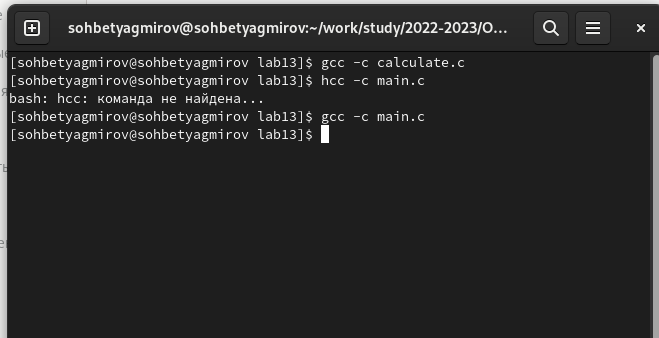 sohbetyagmirov@sohbetyagmirov:~/work/study/2022-2023/O...
[sohbetyagmirov@sohbetyagmirov lab13]$ gcc -c calculate.c
[sohbetyagmirov@sohbetyagmirov lab13]$ hcc -c main.c
bash: hcc: команда не найдена...
[sohbetyagmirov@sohbetyagmirov lab13]$ gcc -c main.c
[sohbetyagmirov@sohbetyagmirov lab13]$